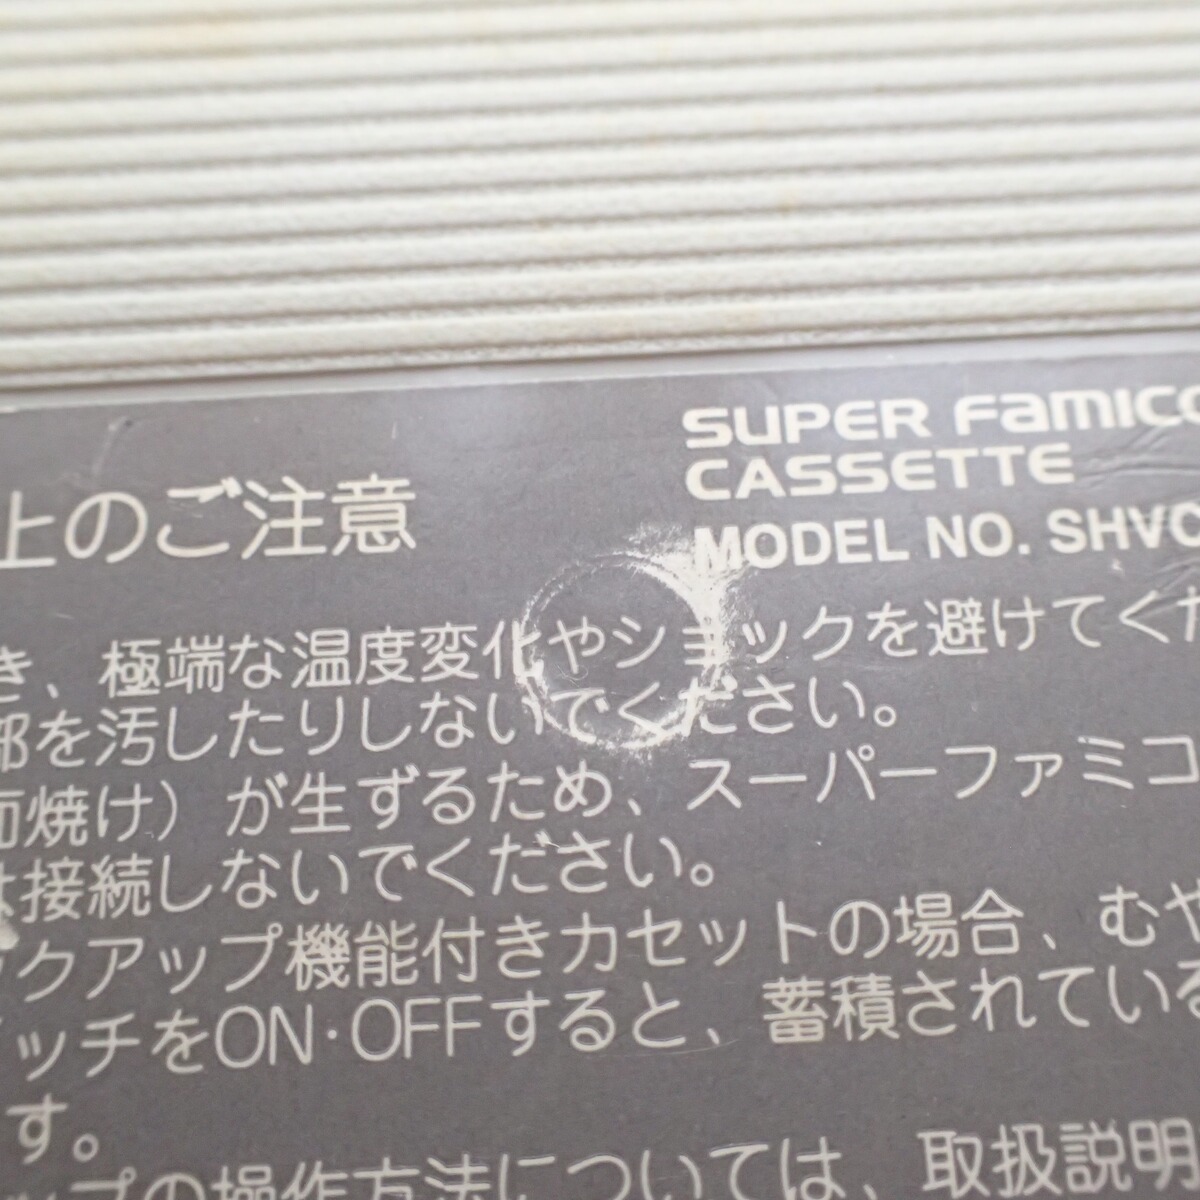 SUPER FAMICO
CASSETTE
MODEL NO. SHVC
上のご注意
き、極端な温度変化やショックを避けてくだ
部を汚したりしないでください。
面焼け）が生ずるため、スーパーファミコ
は接続しないでください。
ックアップ機能付きカセットの場合、むや
イッチをON・OFFすると、蓄積されている
す。
ップの操作方法については、取扱説明